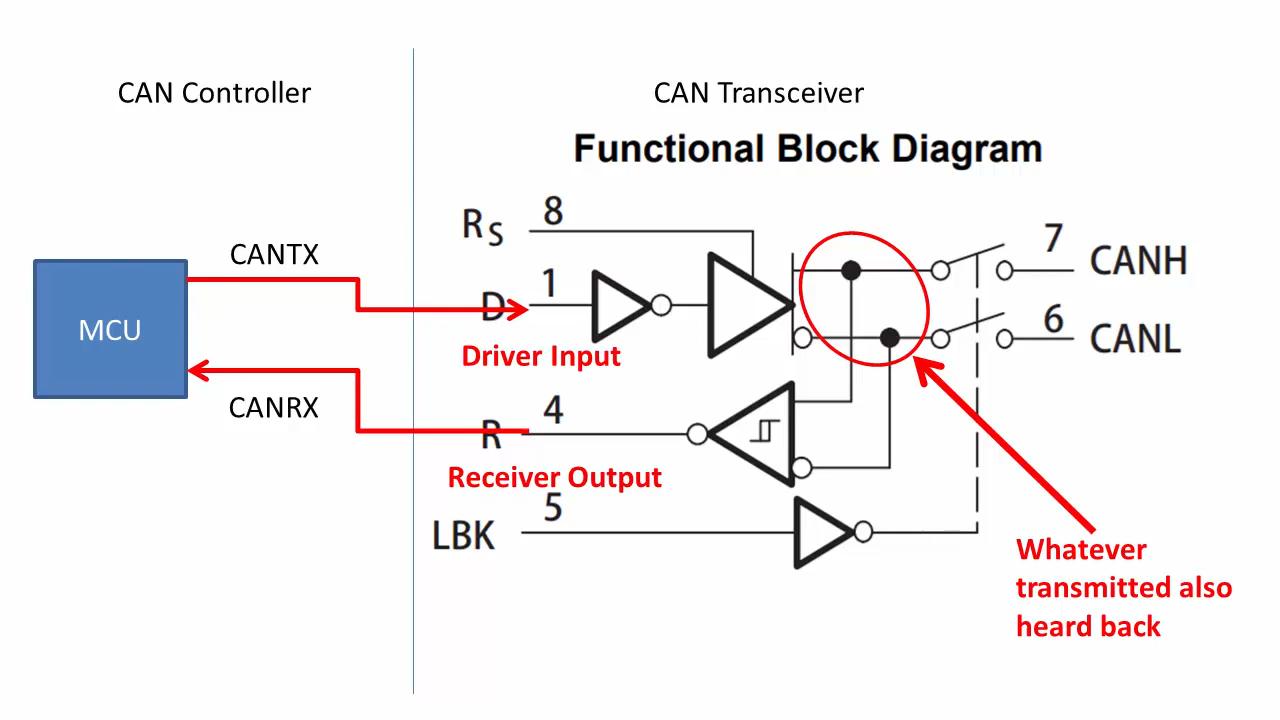 CAN Controller
CAN Transceiver
Functional Block Diagram
RS 8
7
CANH
CANTX
D 1
6
CANL
MCU
Driver Input
CANRX
R 4
Receiver Output
LBK 5
Whatever
transmitted also
heard back